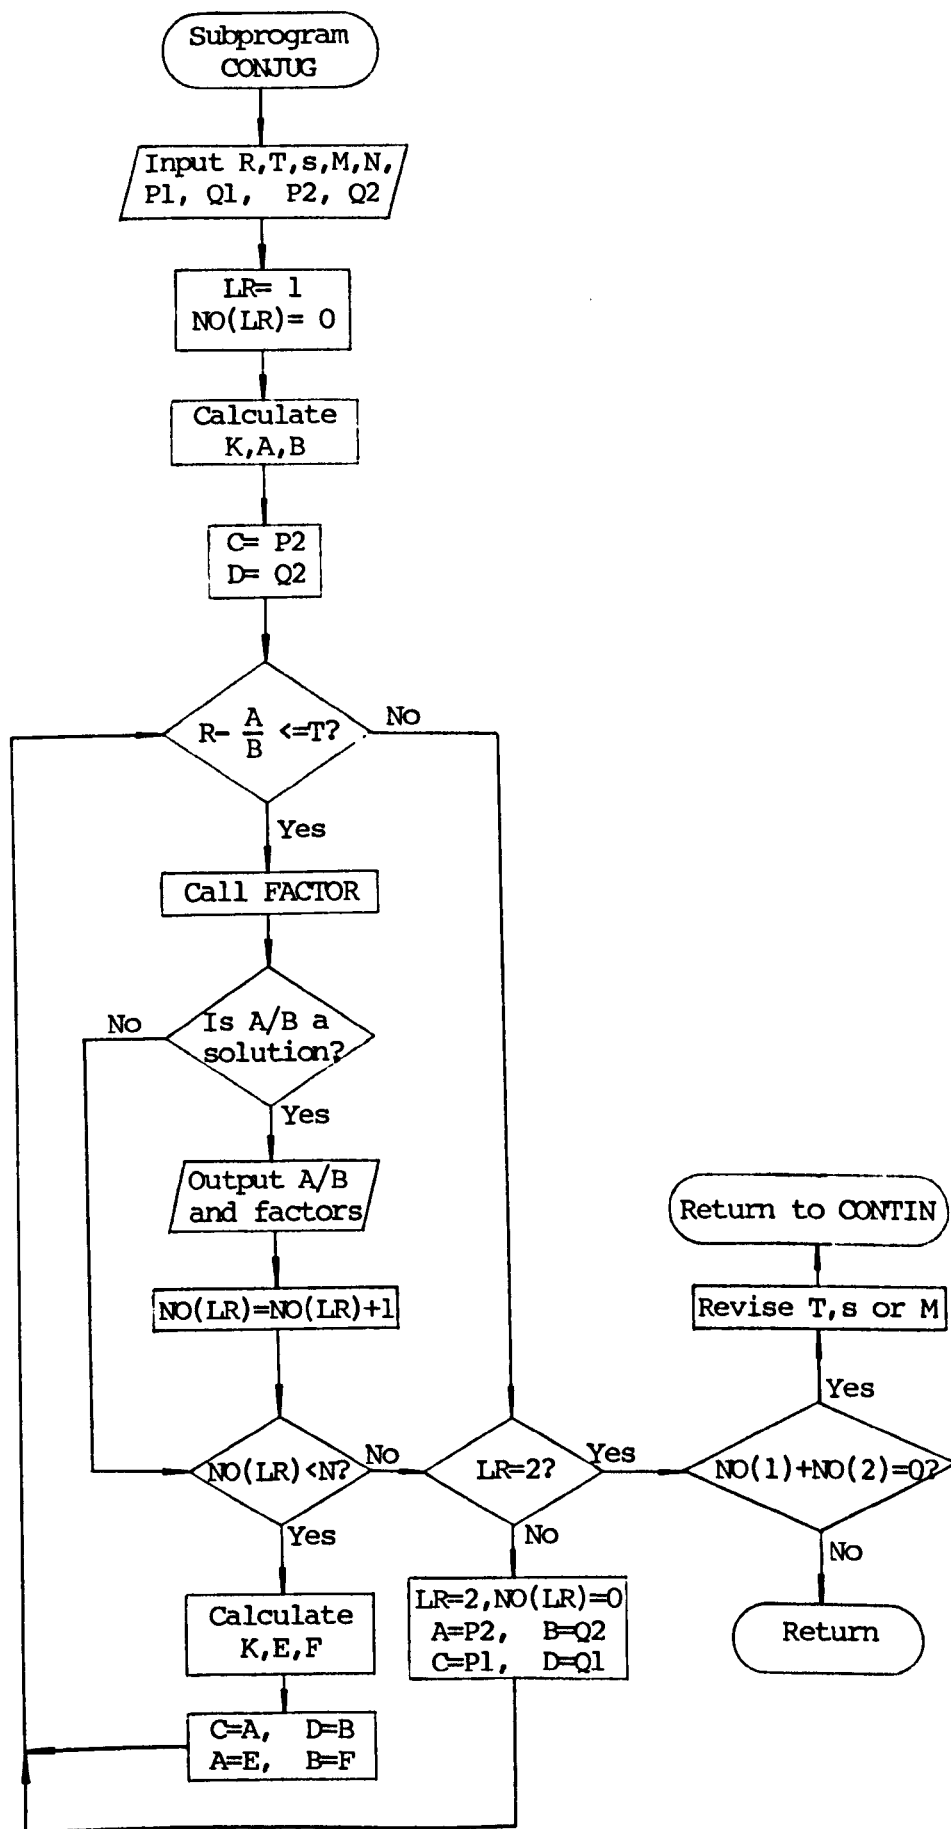 Subprogram
CONJUG
Input R,T,s,M,N,
P1, Q1, P2, Q2
LR= 1
NO(LR)= 0
Calculate
K,A,B
C= P2
D= Q2
R- A/B <=T?
No
Yes
Call FACTOR
No
Is A/B a
solution?
Yes
Output A/B
and factors
NO(LR)=NO(LR)+1
NO(LR)<N?
No
Yes
Calculate
K,E,F
C=A, D=B
A=E, B=F
LR=2?
Yes
No
LR=2,NO(LR)=0
A=P2, B=Q2
C=P1, D=Q1
NO(1)+NO(2)=0?
Yes
Revise T,s or M
Return to CONTIN
No
Return